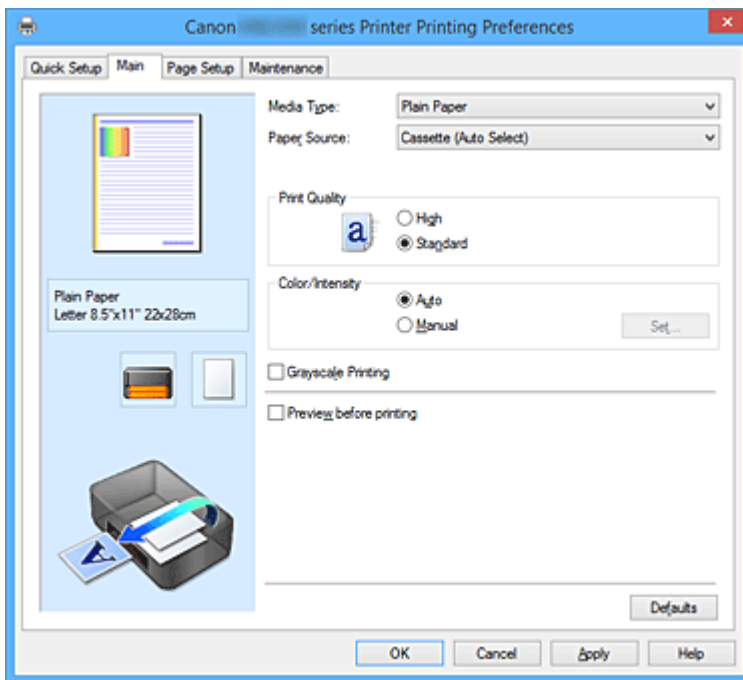 Canon series Printer Printing Preferences
Quick Setup Main Page Setup Maintenance
Media Type: Plain Paper
Paper Source: Cassette (Auto Select)
Print Quality
a
High
Standard
Plain Paper
Letter 8.5"x11" 22x28cm
Color/Intensity
Auto
Manual
Set...
Grayscale Printing
Preview before printing
A
Defaults
OK Cancel Apply Help